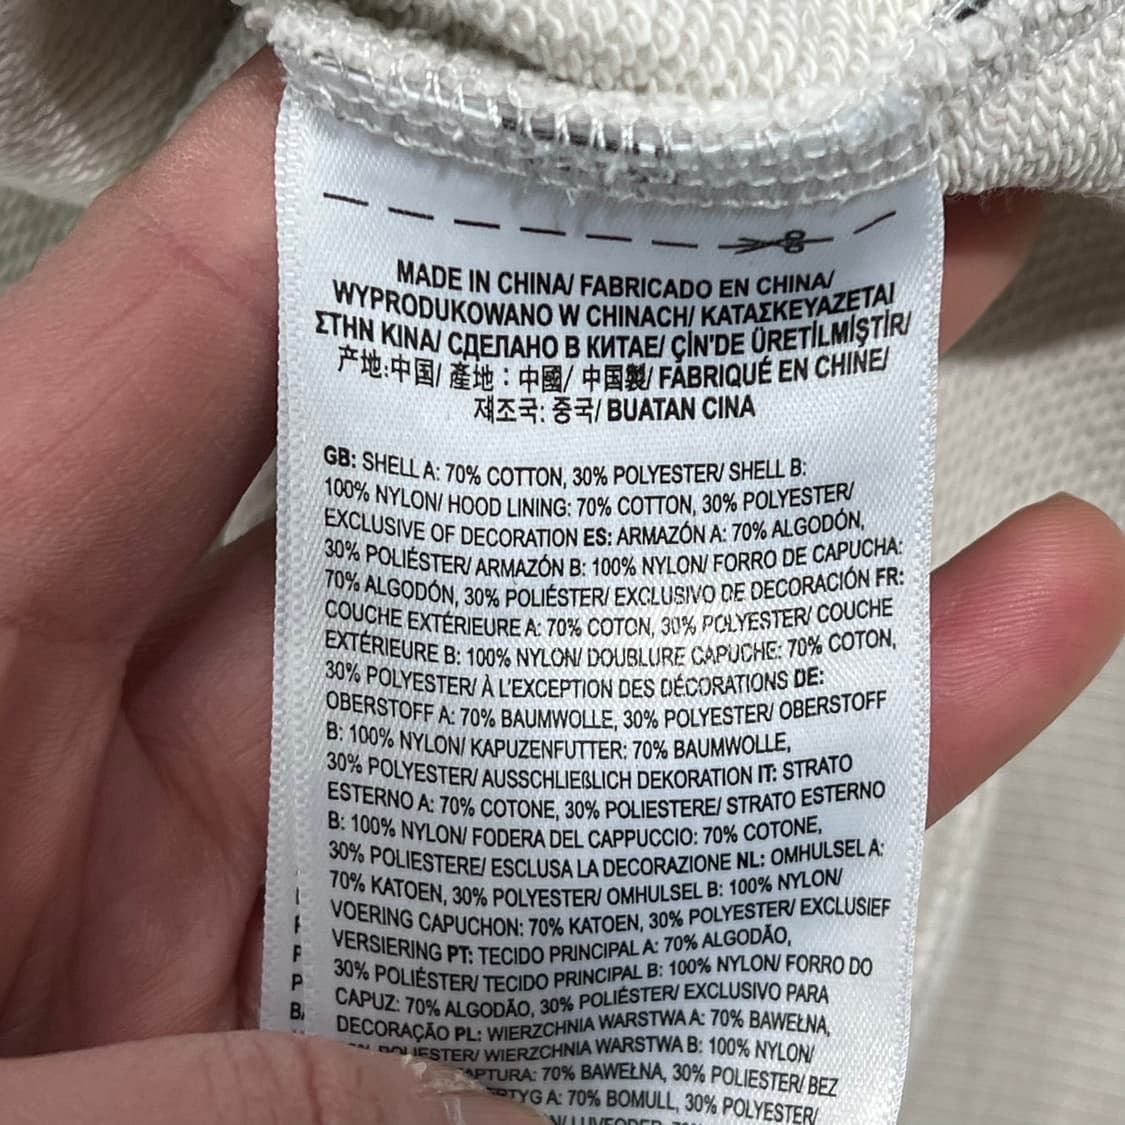 MADE IN CHINA/ FABRICADO EN CHINA/
WYPRODUKOWANO W CHINACH/ ΚΑΤΑΣΚΕΥΑΖΕΤΑΙ
ΣΤΗΝ ΚΙΝΑ/ СДЕЛАНО В КИТАЕ/ ÇİN'DE ÜRETİLMİŞTİR/
产地:中国/ 產地：中國/ 中国製/ FABRIQUÉ EN CHINE/
제조국: 중국/ BUATAN CINA
GB: SHELL A: 70% COTTON, 30% POLYESTER/ SHELL B:
100% NYLON/ HOOD LINING: 70% COTTON, 30% POLYESTER/
EXCLUSIVE OF DECORATION ES: ARMAZÓN A: 70% ALGODÓN,
30% POLIÉSTER/ ARMAZÓN B: 100% NYLON/ FORRO DE CAPUCHA:
70% ALGODÓN, 30% POLIÉSTER/ EXCLUSIVO DE DECORACIÓN FR:
COUCHE EXTÉRIEURE A: 70% COTON, 30% POLYESTER/ COUCHE
EXTÉRIEURE B: 100% NYLON/ DOUBLURE CAPUCHE: 70% COTON,
30% POLYESTER/ À L'EXCEPTION DES DÉCORATIONS DE:
OBERSTOFF A: 70% BAUMWOLLE, 30% POLYESTER/ OBERSTOFF
B: 100% NYLON/ KAPUZENFUTTER: 70% BAUMWOLLE,
30% POLYESTER/ AUSSCHLIEßLICH DEKORATION IT: STRATO
ESTERNO A: 70% COTONE, 30% POLIESTERE/ STRATO ESTERNO
B: 100% NYLON/ FODERA DEL CAPPUCCIO: 70% COTONE,
30% POLIESTERE/ ESCLUSA LA DECORAZIONE NL: OMHULSEL A:
70% KATOEN, 30% POLYESTER/ OMHULSEL B: 100% NYLON/
VOERING CAPUCHON: 70% KATOEN, 30% POLYESTER/ EXCLUSIEF
VERSIERING PT: TECIDO PRINCIPAL A: 70% ALGODÃO,
30% POLIÉSTER/ TECIDO PRINCIPAL B: 100% NYLON/ FORRO DO
CAPUZ: 70% ALGODÃO, 30% POLIÉSTER/ EXCLUSIVO PARA
DECORAÇÃO PL: WIERZCHNIA WARSTWA A: 70% BAWEŁNA,
POLIESTER/ WIERZCHNIA WARSTWA B: 100% NYLON/
70% BAWEŁNA, 30% POLIESTER/ BEZ
A: 70% BOMULL, 30% POLYESTER/